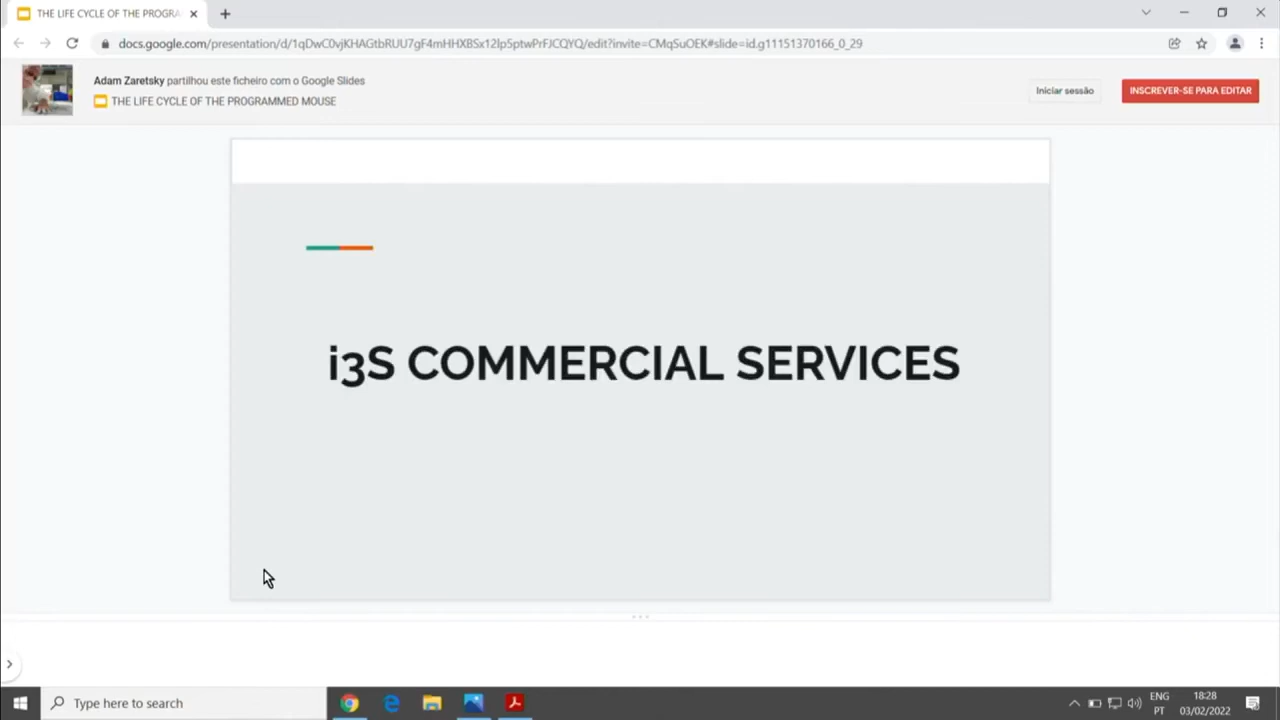 THE LIFE CYCLE OF THE PROGRA
docs.google.com/presentation/d/1qDwC0vjKHAGtbRUU7gF4mHHXBSx12Ip5ptwPrFJCQYQ/edit?invite=CMqSuOEK#slide=id.g11151370166_0_29
Adam Zaretsky partilhou este ficheiro com o Google Slides
THE LIFE CYCLE OF THE PROGRAMMED MOUSE
Iniciar sessão
INSCREVER-SE PARA EDITAR
i3S COMMERCIAL SERVICES
Type here to search
ENG
PT
18:28
03/02/2022